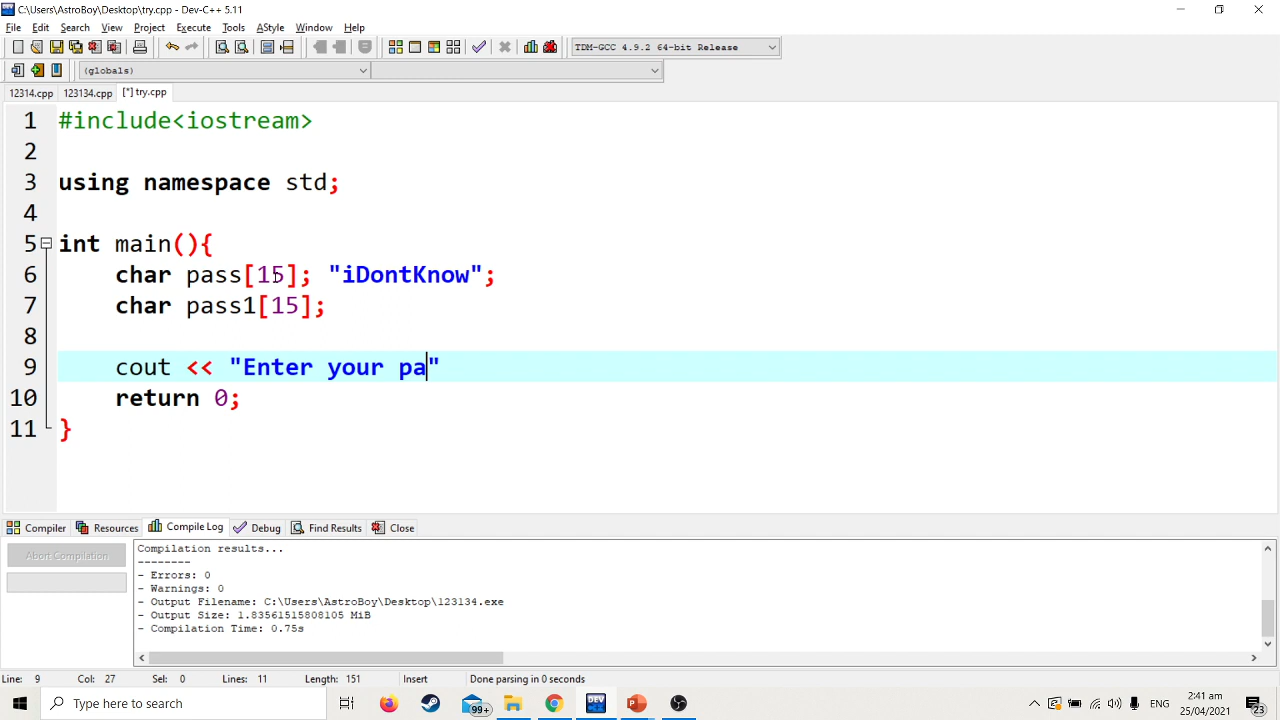 C:\Users\AstroBoy\Desktop\try.cpp - Dev-C++ 5.11
File Edit Search View Project Execute Tools AStyle Window Help
TDM-GCC 4.9.2 64-bit Release
(globals)
12314.cpp 123134.cpp [*] try.cpp
1 #include<iostream>
2
3 using namespace std;
4
5 int main(){
6 char pass[15]; "iDontKnow";
7 char pass1[15];
8
9 cout << "Enter your pa"
10 return 0;
11 }
Compiler Resources Compile Log Debug Find Results Close
Abort Compilation
Compilation results...
--------
- Errors: 0
- Warnings: 0
- Output Filename: C:\Users\AstroBoy\Desktop\123134.exe
- Output Size: 1.83561515808105 MiB
- Compilation Time: 0.75s
Line: 9 Col: 27 Sel: 0 Lines: 11 Length: 151 Insert Done parsing in 0 seconds
Type here to search
DEV
99+
ENG
2:41 am
25/04/2021
23